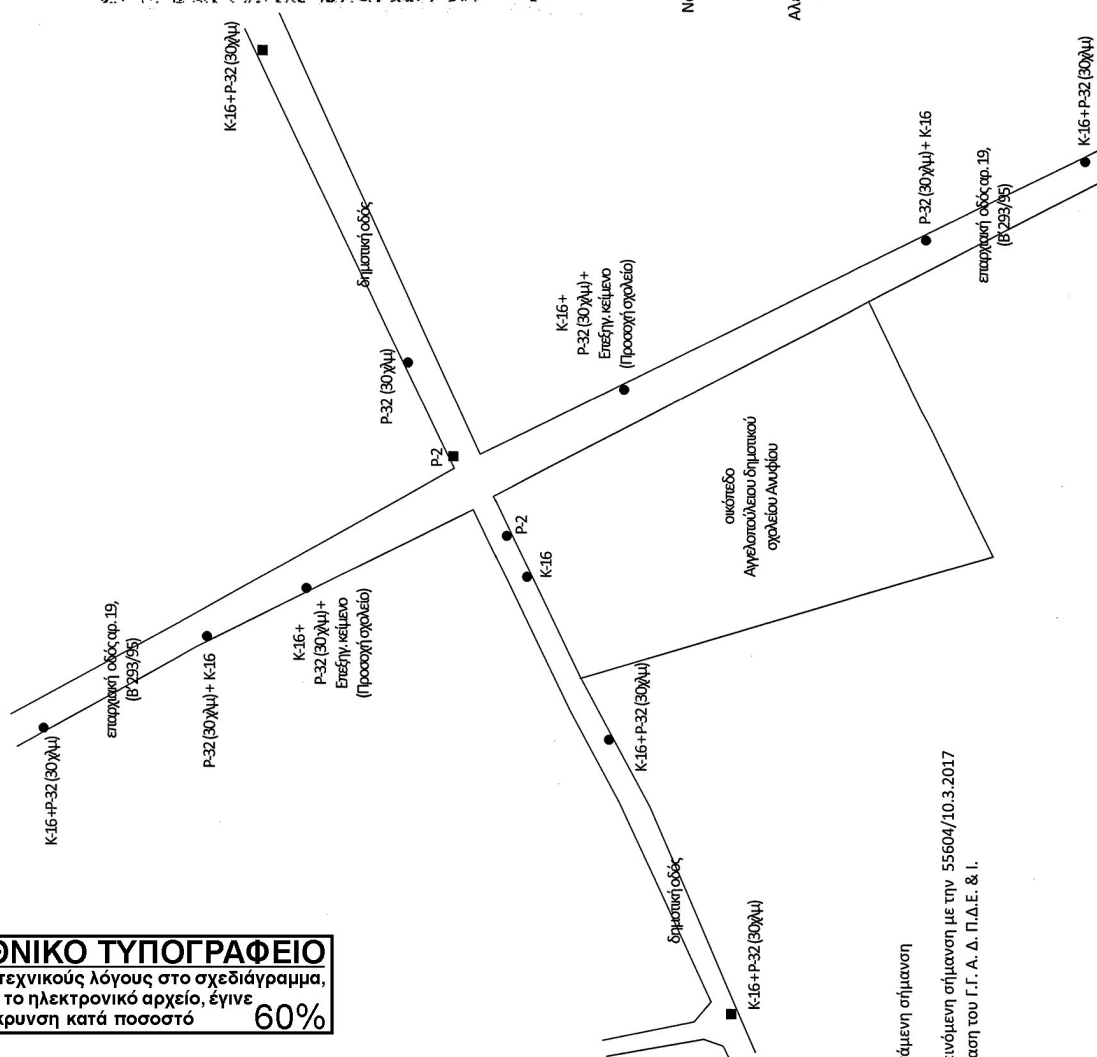 K-16+P-32 (30χλμ)
δημοτική οδός
P-32 (30χλμ)
P-2
K-16 +
P-32 (30χλμ)+
Επεξηγ. κείμενο
(Προσοχή σχολείο)
P-32 (30χλμ) + K-16
επαρχιακή οδός αρ. 19,
(Β'293/95)
K-16+P-32 (30χλμ)
οικόπεδο
Αγγελοπούλειου δημοτικού
σχολείου Ανυφίου
P-2
K-16
K-16 +
P-32 (30χλμ) +
Επεξηγ. κείμενο
(Προσοχή σχολείο)
επαρχιακή οδός αρ. 19,
(Β'293/95)
P-32 (30χλμ) + K-16
K-16+P-32 (30χλμ)
K-16+P-32 (30χλμ)
δημοτική οδός
K-16+P-32 (30χλμ)
άμενη σήμανση
ινόμενη σήμανση με την 55604/10.3.2017
αση του Γ.Γ. Α. Δ. Π.Δ.Ε. & Ι.
ΘΝΙΚΟ ΤΥΠΟΓΡΑΦΕΙΟ
τεχνικούς λόγους στο σχεδιάγραμμα,
το ηλεκτρονικό αρχείο, έγινε
κρυνση κατά ποσοστό 60%